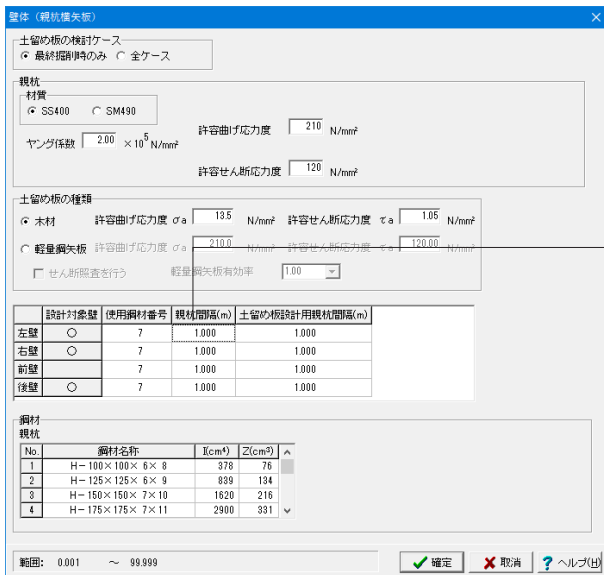 壁体（親杭横矢板）
土留め板の検討ケース
最終掘削時のみ 全ケース
親杭
材質
SS400 SM490
許容曲げ応力度 210 N/mm²
ヤング係数 2.00 ×10⁵ N/mm²
許容せん断応力度 120 N/mm²
土留め板の種類
木材 許容曲げ応力度 σa 13.5 N/mm² 許容せん断応力度 τa 1.05 N/mm²
軽量鋼矢板 許容曲げ応力度 σa 210.0 N/mm² 許容せん断応力度 τa 120.00 N/mm²
せん断照査を行う 軽量鋼矢板有効率 1.00
設計対象壁 使用鋼材番号 親杭間隔(m) 土留め板設計用親杭間隔(m)
左壁 ○ 7 1.000 1.000
右壁 ○ 7 1.000 1.000
前壁 7 1.000 1.000
後壁 ○ 7 1.000 1.000
鋼材
親杭
No. 鋼材名称 I(cm⁴) Z(cm³)
1 H－100×100× 6× 8 378 76
2 H－125×125× 6× 9 839 134
3 H－150×150× 7×10 1620 216
4 H－175×175× 7×11 2900 331
範囲: 0.001 ～ 99.999
確定 取消 ? ヘルプ(H)